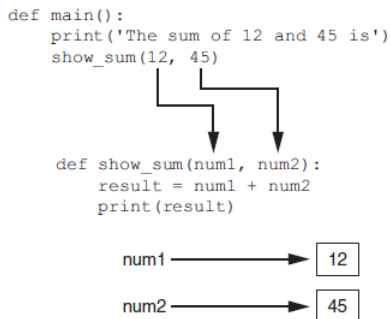 def main():
    print('The sum of 12 and 45 is')
    show_sum(12, 45)
def show_sum(num1, num2):
    result = num1 + num2
    print(result)
num1 12
num2 45